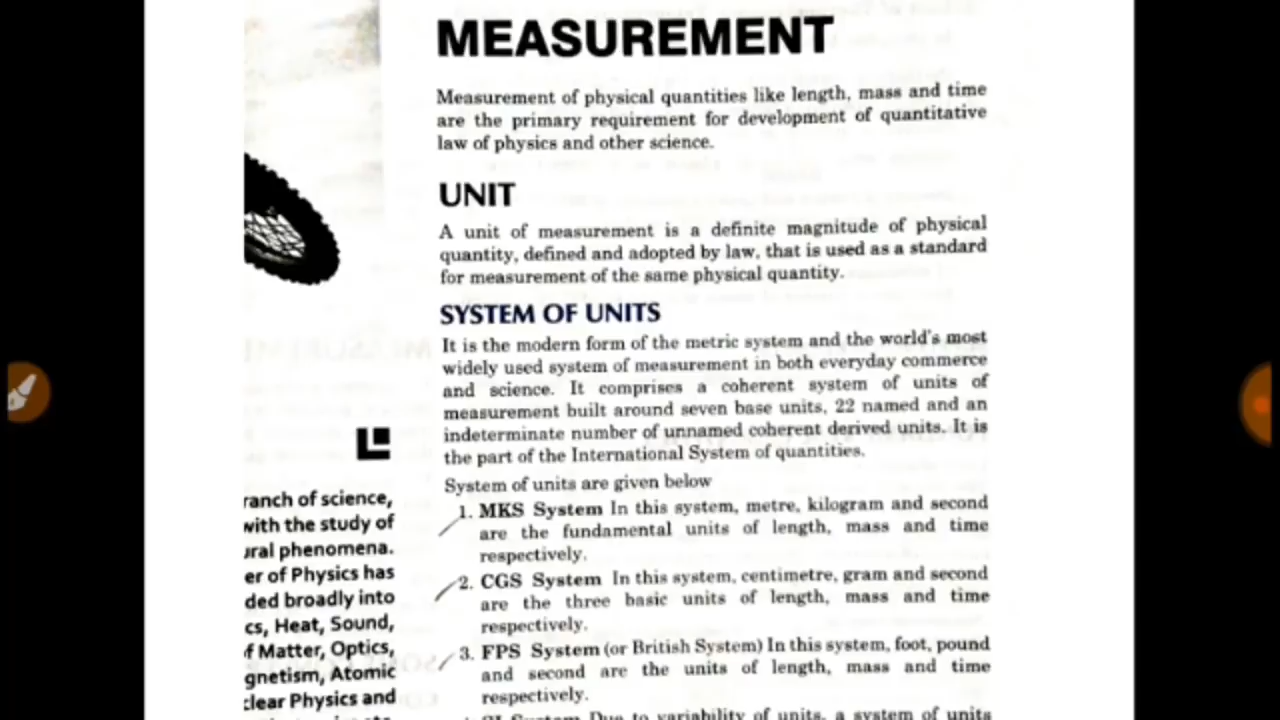 MEASUREMENT
Measurement of physical quantities like length, mass and time
are the primary requirement for development of quantitative
law of physics and other science.
UNIT
A unit of measurement is a definite magnitude of physical
quantity, defined and adopted by law, that is used as a standard
for measurement of the same physical quantity.
SYSTEM OF UNITS
It is the modern form of the metric system and the world's most
widely used system of measurement in both everyday commerce
and science. It comprises a coherent system of units of
measurement built around seven base units, 22 named and an
indeterminate number of unnamed coherent derived units. It is
the part of the International System of quantities.
System of units are given below
1. MKS System In this system, metre, kilogram and second
are the fundamental units of length, mass and time
respectively.
2. CGS System In this system, centimetre, gram and second
are the three basic units of length, mass and time
respectively.
3. FPS System (or British System) In this system, foot, pound
and second are the units of length, mass and time
respectively.
SI System Due to variability of units, a system of units
ranch of science,
with the study of
ural phenomena.
er of Physics has
ded broadly into
cs, Heat, Sound,
f Matter, Optics,
gnetism, Atomic
clear Physics and